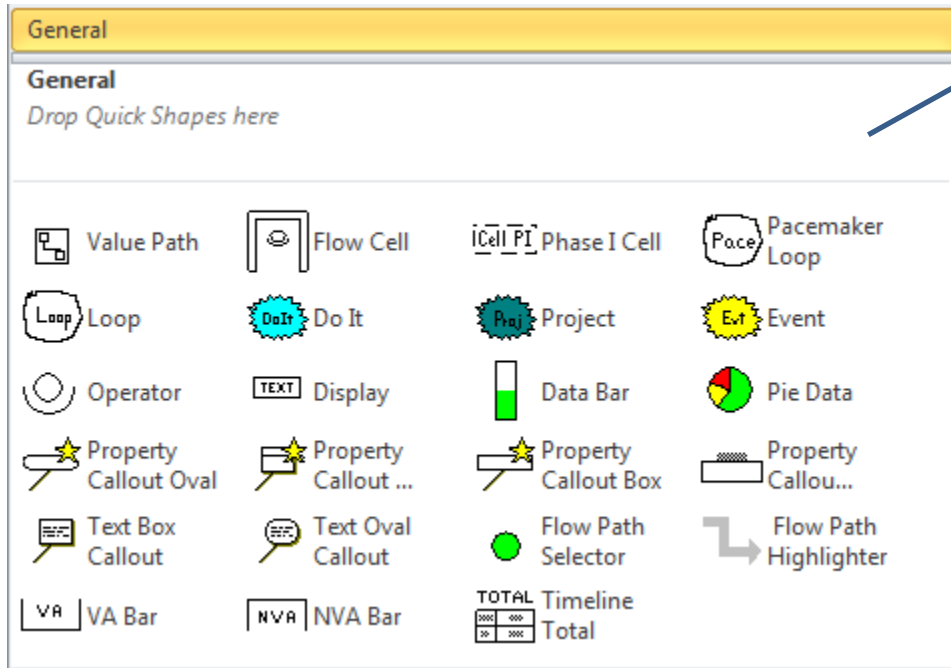 General
General
Drop Quick Shapes here
Value Path
Flow Cell
Cell PI
Phase I Cell
Pace
Pacemaker
Loop
Loop
Loop
DoIt
Do It
Proj
Project
Evt
Event
Operator
TEXT
Display
Data Bar
Pie Data
Property
Callout Oval
Property
Callout ...
Property
Callout Box
Property
Callou...
Text Box
Callout
Text Oval
Callout
Flow Path
Selector
Flow Path
Highlighter
VA
VA Bar
NVA
NVA Bar
TOTAL
Timeline
Total